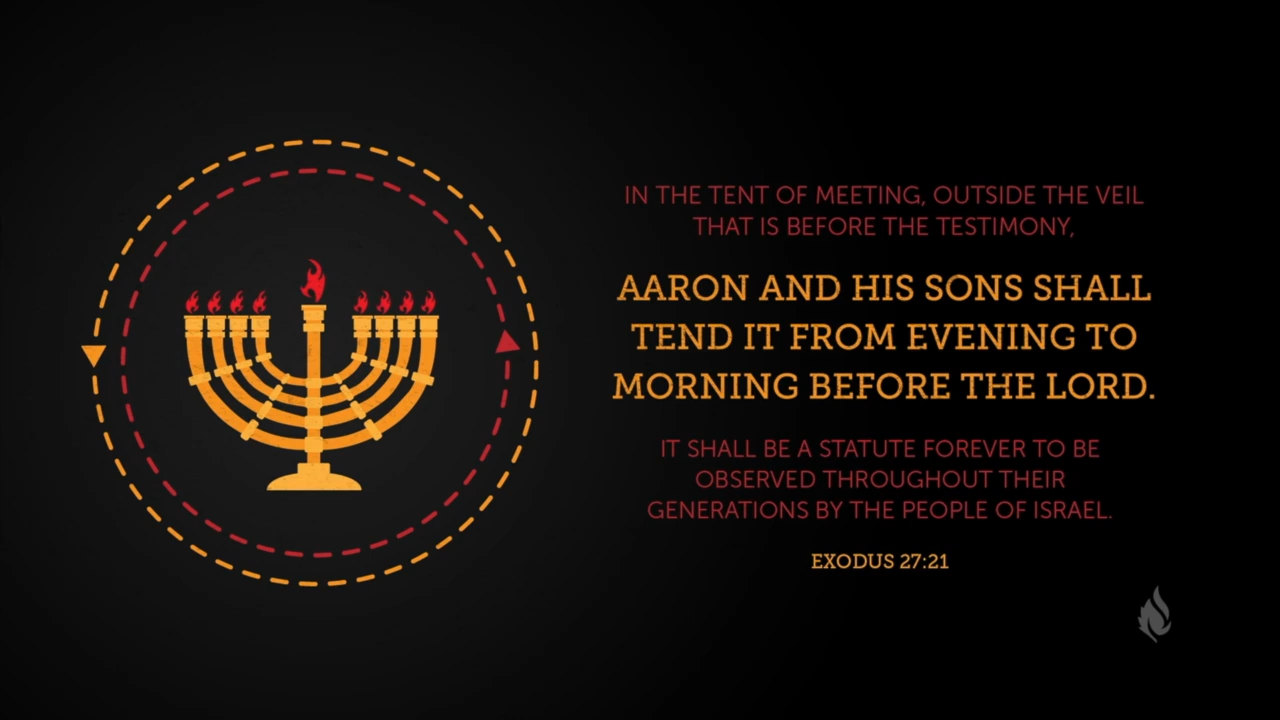 IN THE TENT OF MEETING, OUTSIDE THE VEIL
THAT IS BEFORE THE TESTIMONY,
AARON AND HIS SONS SHALL
TEND IT FROM EVENING TO
MORNING BEFORE THE LORD.
IT SHALL BE A STATUTE FOREVER TO BE
OBSERVED THROUGHOUT THEIR
GENERATIONS BY THE PEOPLE OF ISRAEL.
EXODUS 27:21